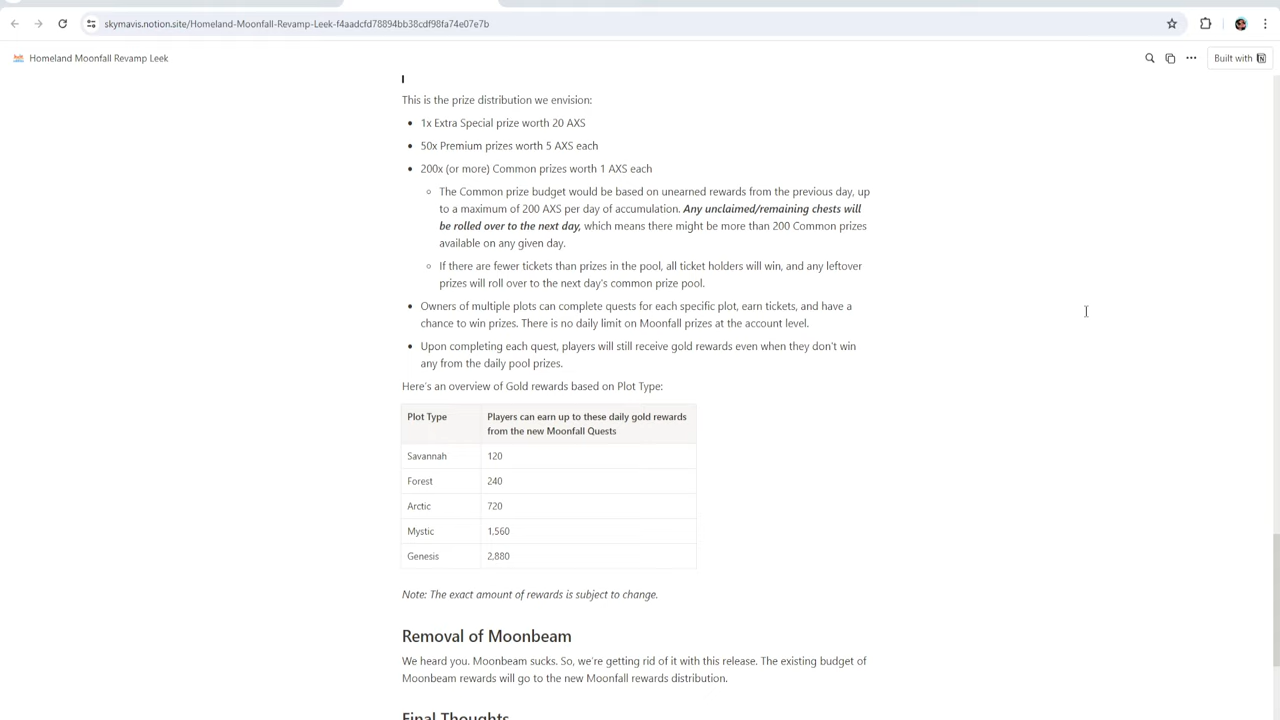 skymavis.notion.site/Homeland-Moonfall-Revamp-Leek-f4aadcfd78894bb38cdf98fa74e07e7b
Homeland Moonfall Revamp Leek
Built with
This is the prize distribution we envision:
• 1x Extra Special prize worth 20 AXS
• 50x Premium prizes worth 5 AXS each
• 200x (or more) Common prizes worth 1 AXS each
◦ The Common prize budget would be based on unearned rewards from the previous day, up
to a maximum of 200 AXS per day of accumulation. Any unclaimed/remaining chests will
be rolled over to the next day, which means there might be more than 200 Common prizes
available on any given day.
◦ If there are fewer tickets than prizes in the pool, all ticket holders will win, and any leftover
prizes will roll over to the next day's common prize pool.
• Owners of multiple plots can complete quests for each specific plot, earn tickets, and have a
chance to win prizes. There is no daily limit on Moonfall prizes at the account level.
• Upon completing each quest, players will still receive gold rewards even when they don't win
any from the daily pool prizes.
Here's an overview of Gold rewards based on Plot Type:
Plot Type
Players can earn up to these daily gold rewards
from the new Moonfall Quests
Savannah 120
Forest 240
Arctic 720
Mystic 1,560
Genesis 2,880
Note: The exact amount of rewards is subject to change.
Removal of Moonbeam
We heard you. Moonbeam sucks. So, we're getting rid of it with this release. The existing budget of
Moonbeam rewards will go to the new Moonfall rewards distribution.
Final Thoughts